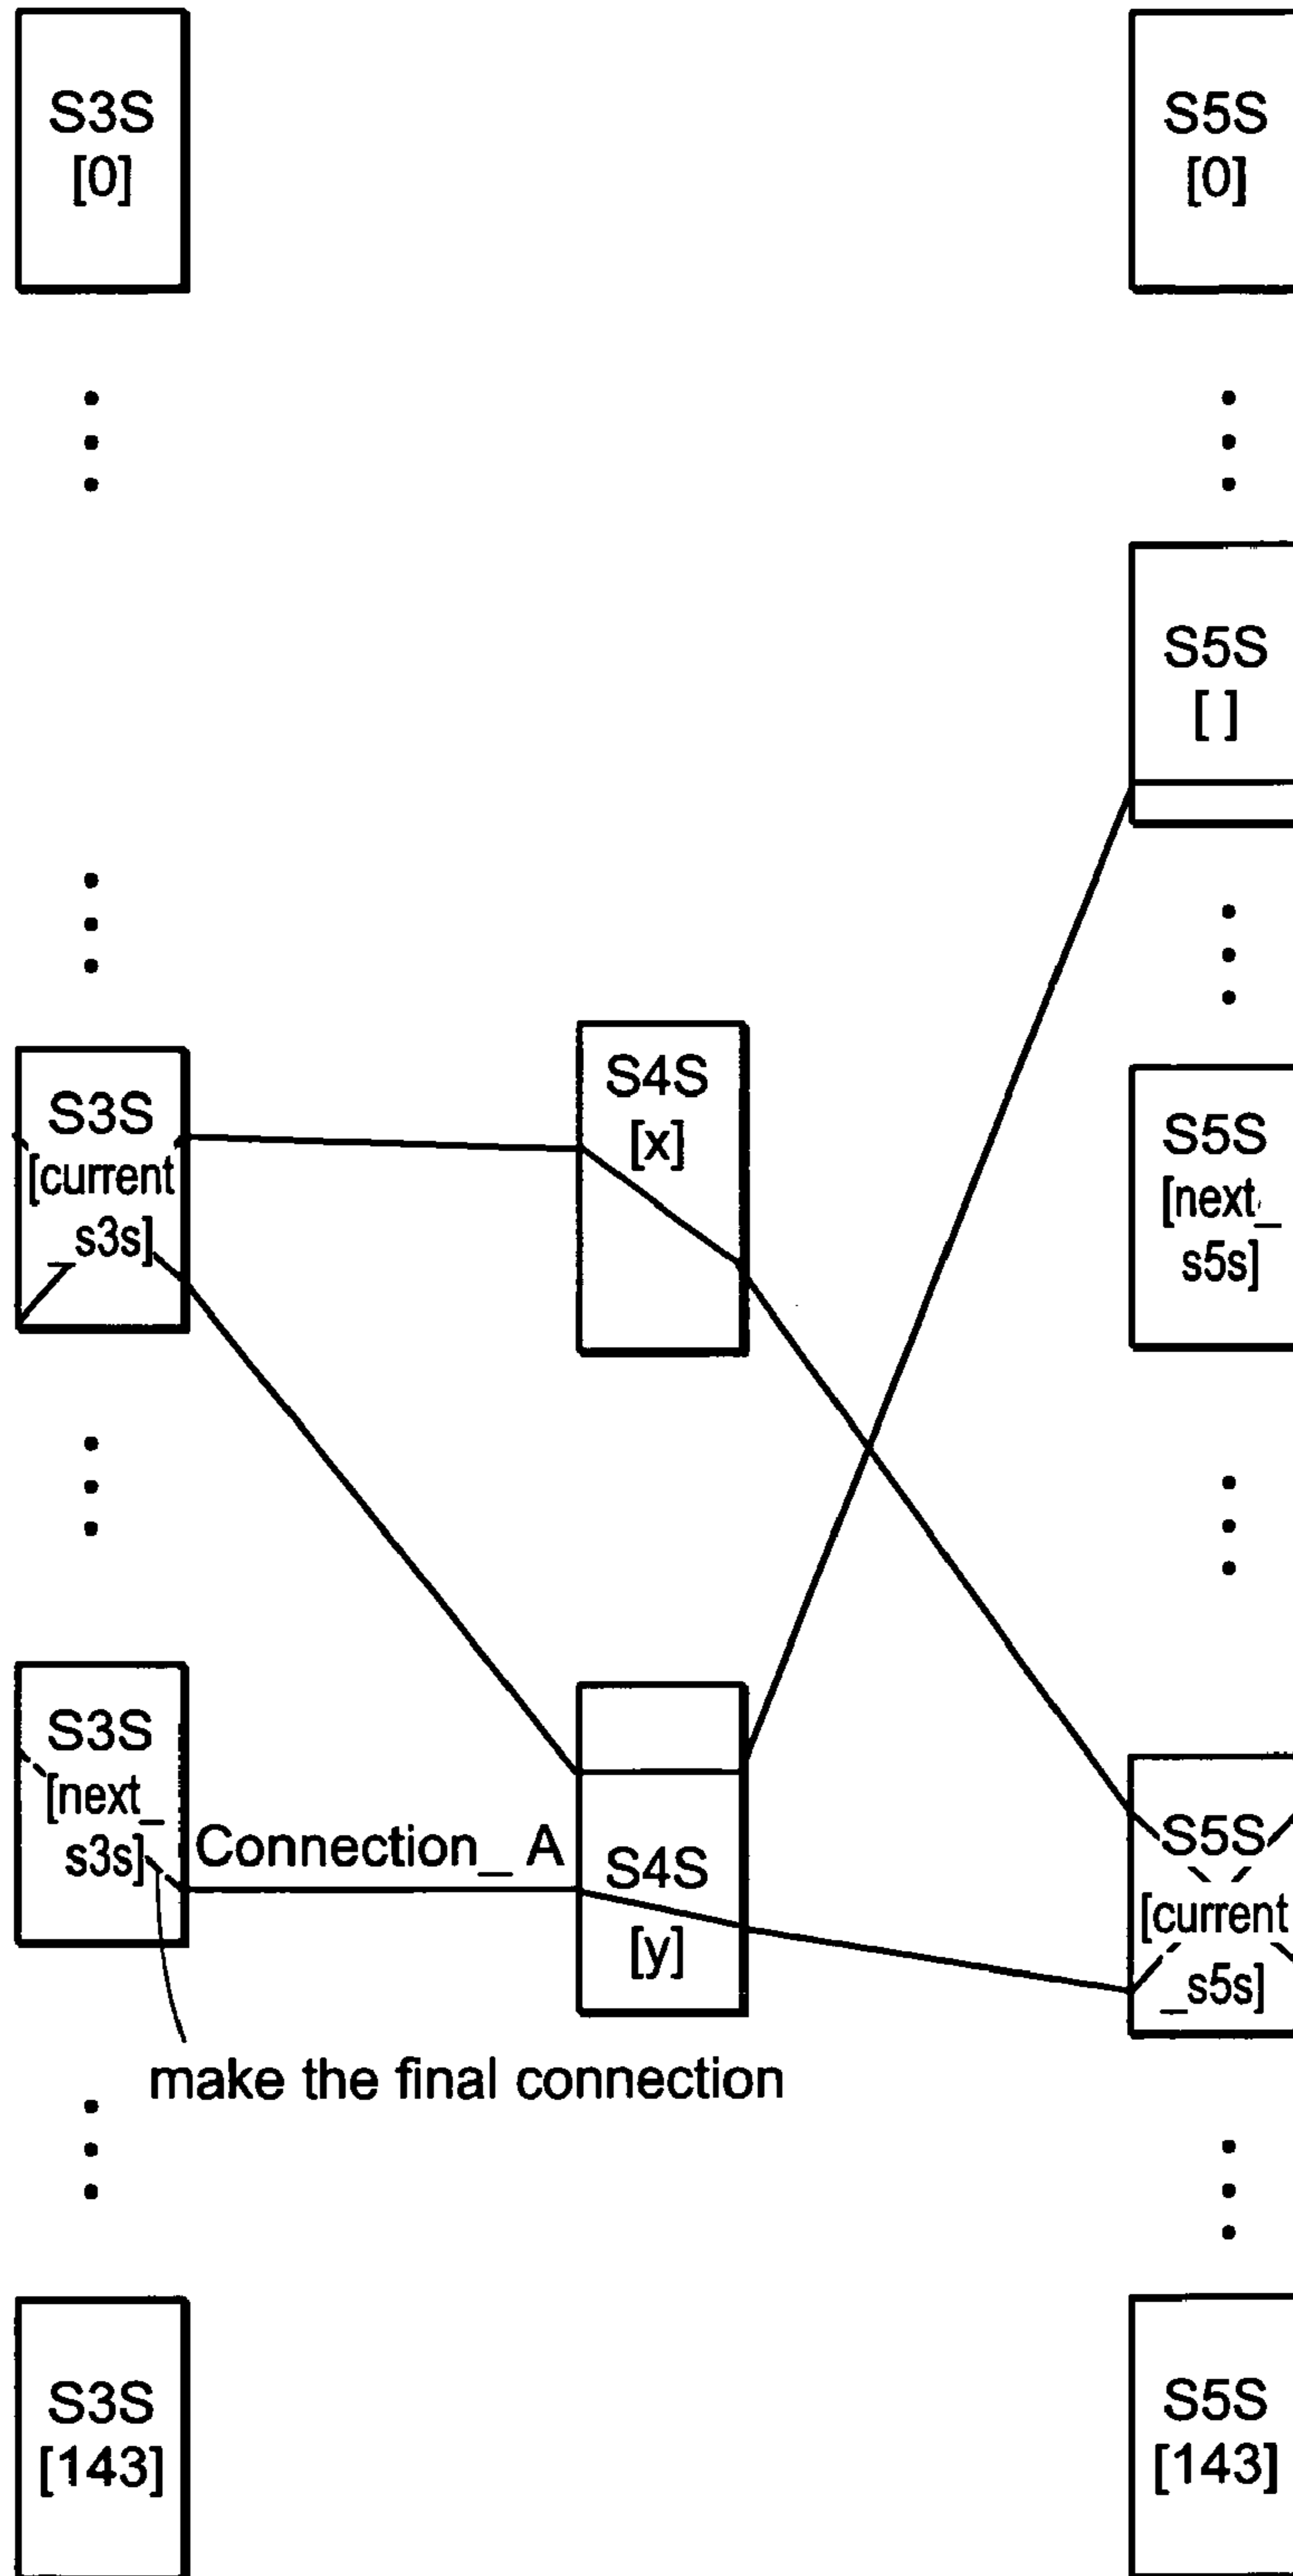 S3S
[0]
S5S
[0]
S5S
[ ]
S3S
[current
_s3s]
S4S
[x]
S5S
[next_
s5s]
S3S
[next_
s3s]
Connection_ A
S4S
[y]
S5S
[current
_s5s]
make the final connection
S3S
[143]
S5S
[143]